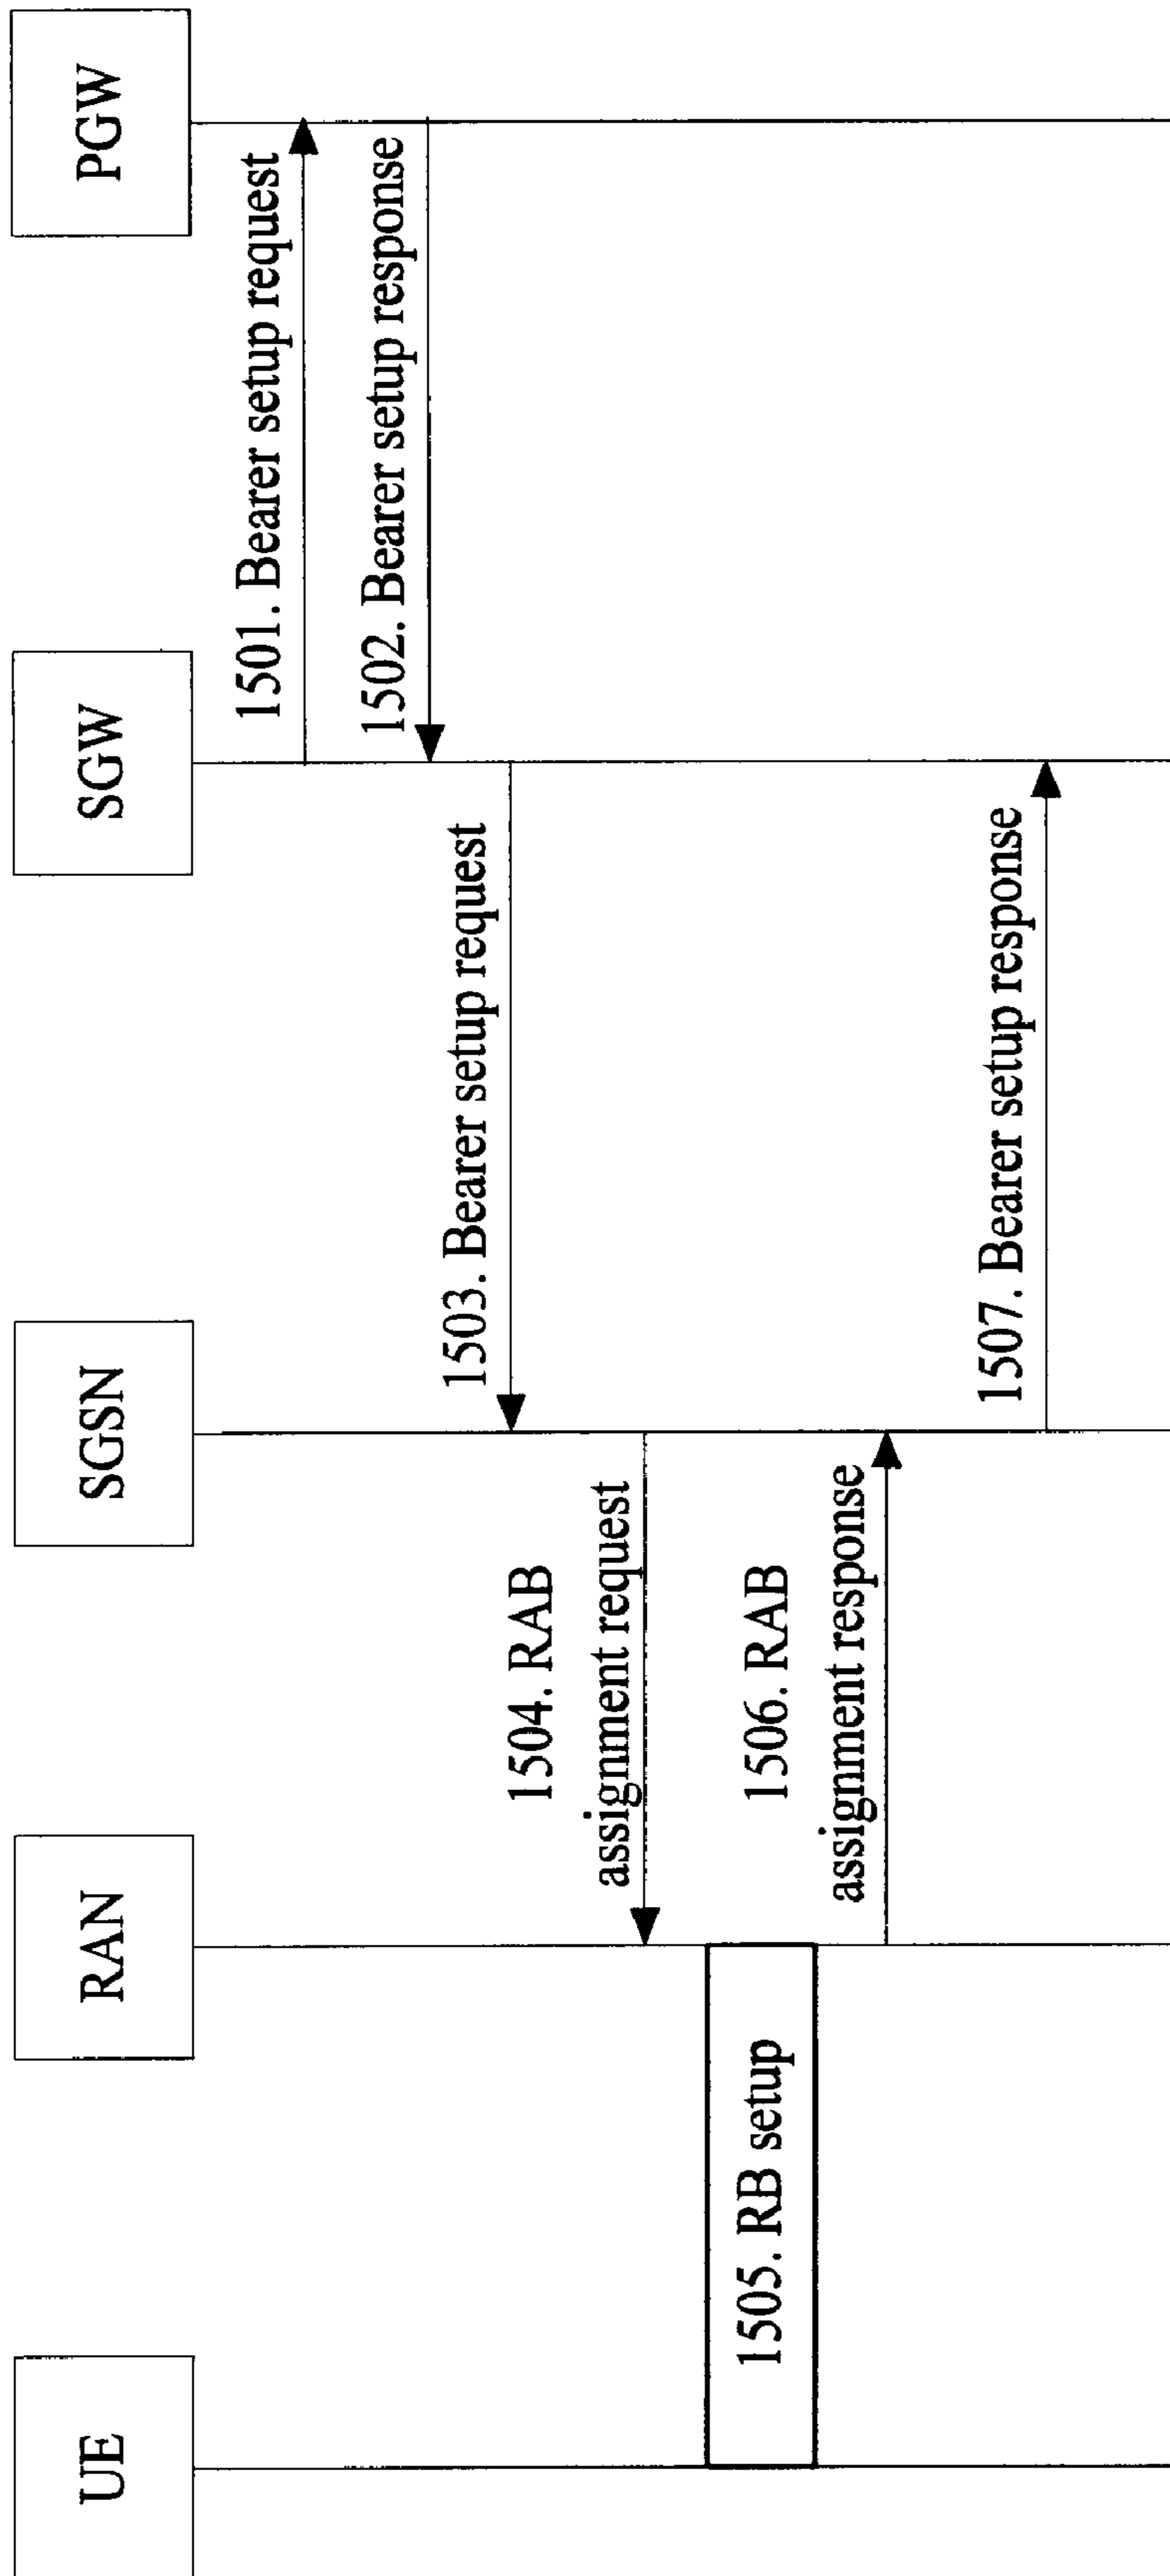 UE
RAN
SGSN
SGW
PGW
1501. Bearer setup request
1502. Bearer setup response
1503. Bearer setup request
1504. RAB
assignment request
1505. RB setup
1506. RAB
assignment response
1507. Bearer setup response